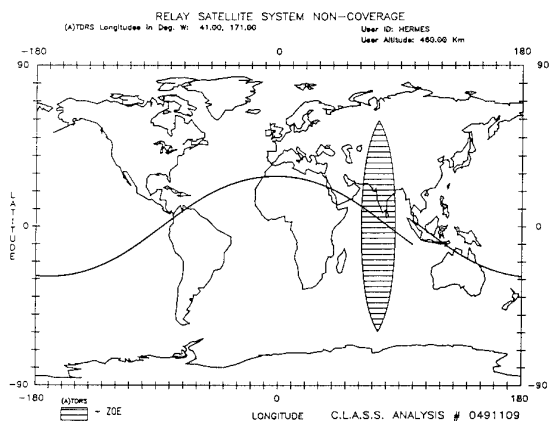 RELAY SATELLITE SYSTEM NON-COVERAGE
(A)TDRS Longitudes in Deg. W: 41.00, 171.00
User ID: HERMES
User Altitude: 460.00 Km
-180 0 180
90 90
LATITUDE
0 0
-90 -90
-180 0 180
(A)TDRS
- ZOE
LONGITUDE
C.L.A.S.S. ANALYSIS # 0491109